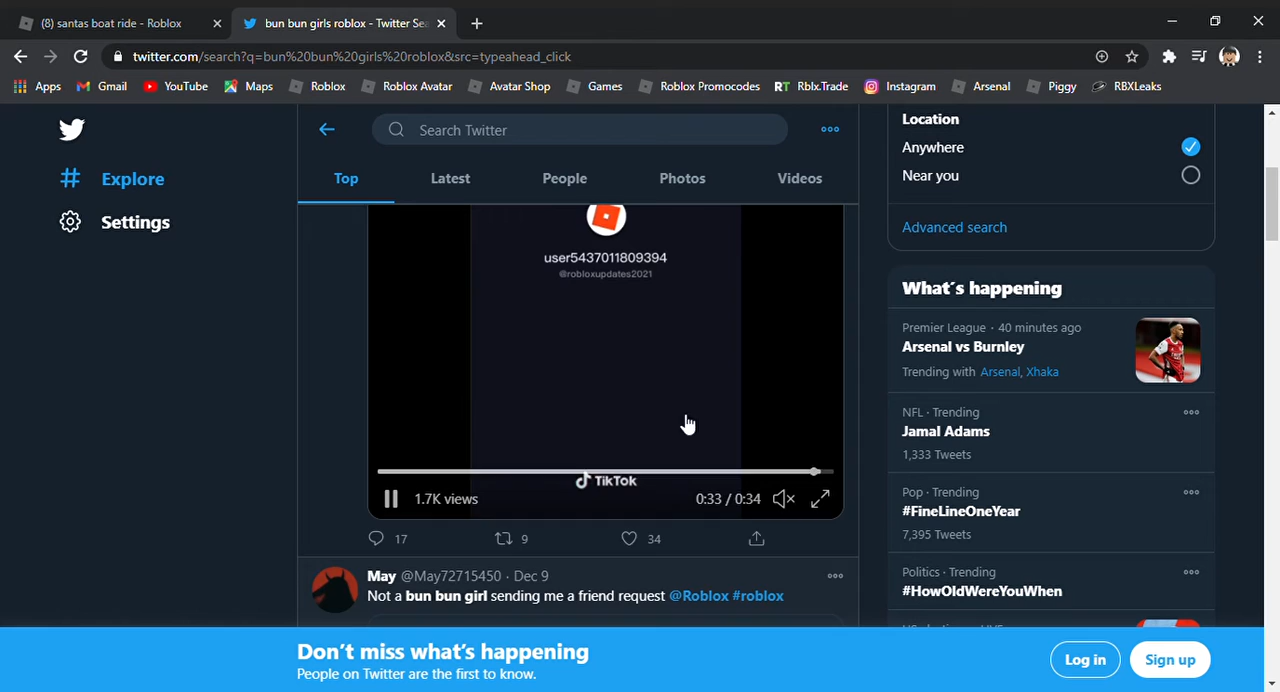 (8) santas boat ride - Roblox
bun bun girls roblox - Twitter Sea
twitter.com/search?q=bun%20bun%20girls%20roblox&src=typeahead_click
Apps Gmail YouTube Maps Roblox Roblox Avatar Avatar Shop Games Roblox Promocodes RT Rblx.Trade Instagram Arsenal Piggy RBXLeaks
Explore
Settings
Search Twitter
Top Latest People Photos Videos
user5437011809394
@robloxupdates2021
TikTok
1.7K views
0:33 / 0:34
17 9 34
May @May72715450 · Dec 9
Not a bun bun girl sending me a friend request @Roblox #roblox
Location
Anywhere
Near you
Advanced search
What´s happening
Premier League · 40 minutes ago
Arsenal vs Burnley
Trending with Arsenal, Xhaka
NFL · Trending
Jamal Adams
1,333 Tweets
Pop · Trending
#FineLineOneYear
7,395 Tweets
Politics · Trending
#HowOldWereYouWhen
Don't miss what's happening
People on Twitter are the first to know.
Log in
Sign up